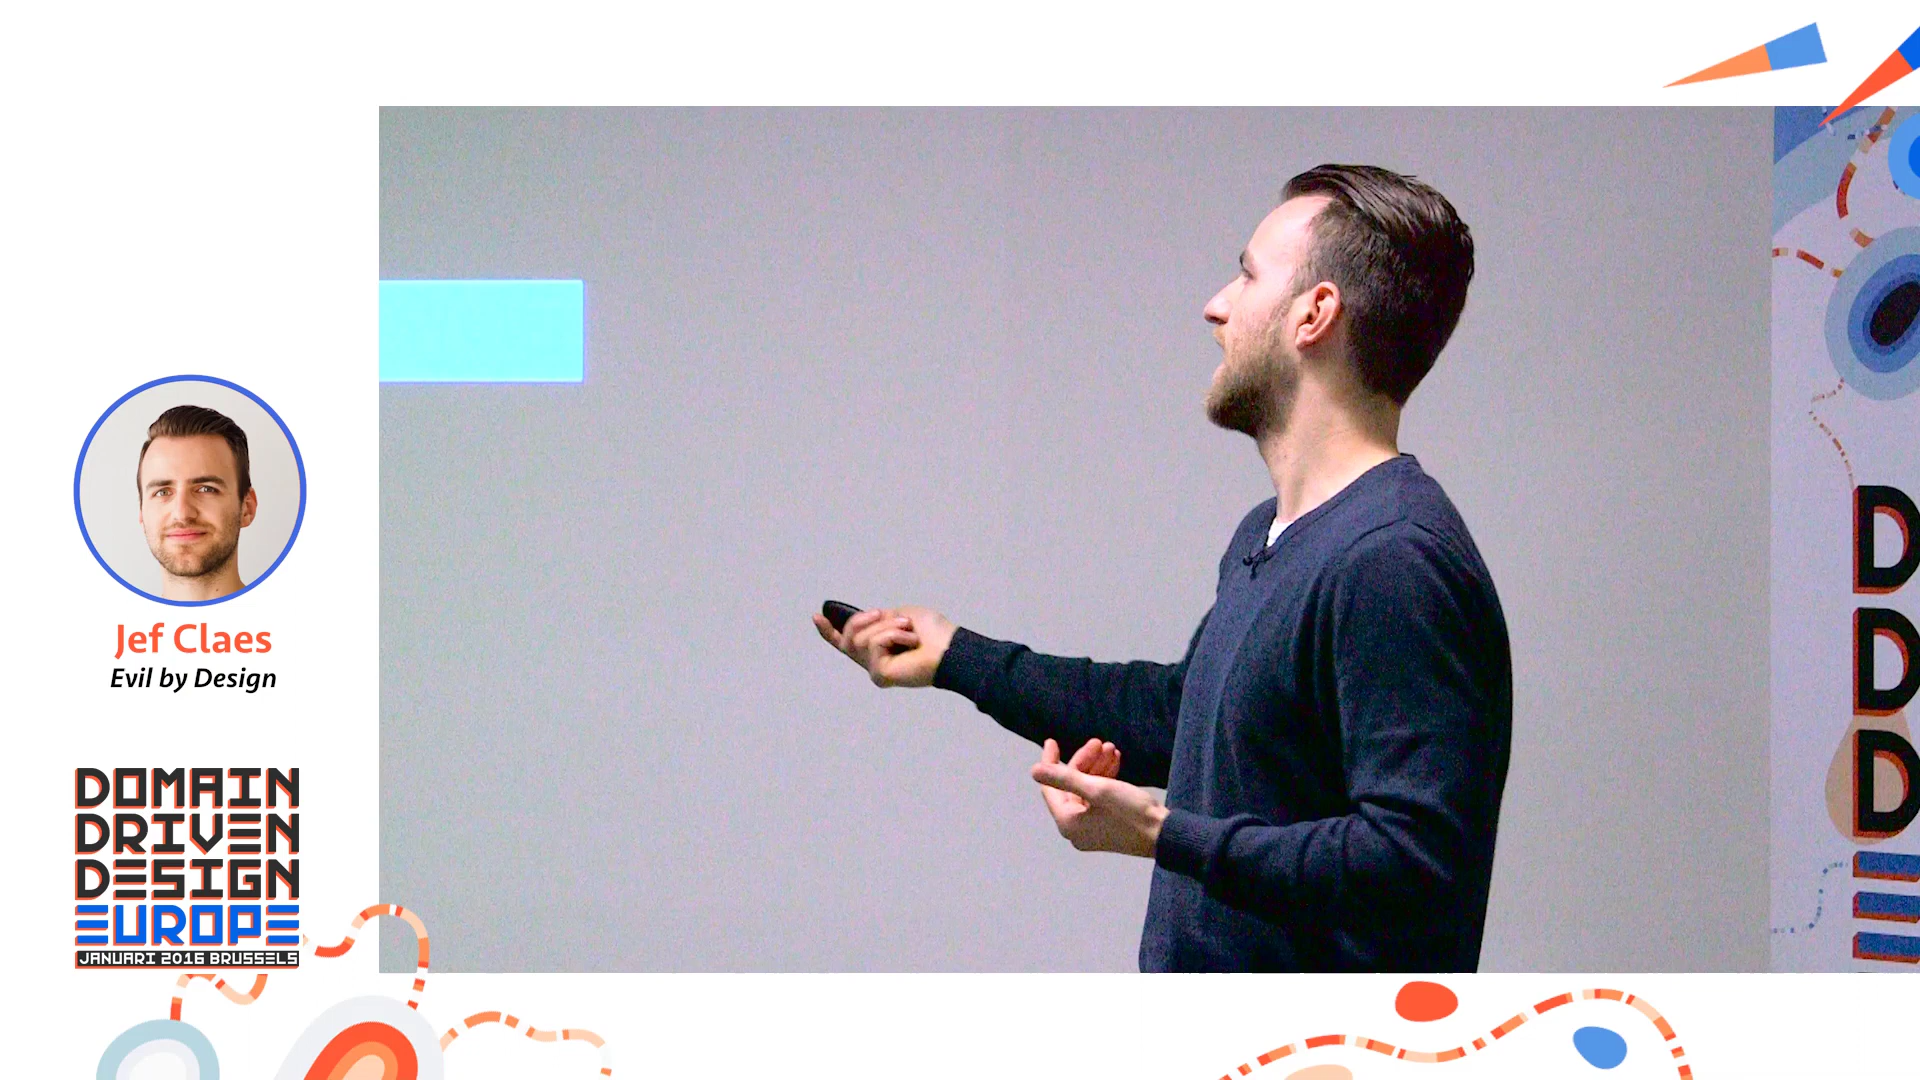 Jef Claes
Evil by Design
DOMAIN
DRIVEN
DESIGN
EUROPE
JANUARI 2016 BRUSSELS
D
D
D
E